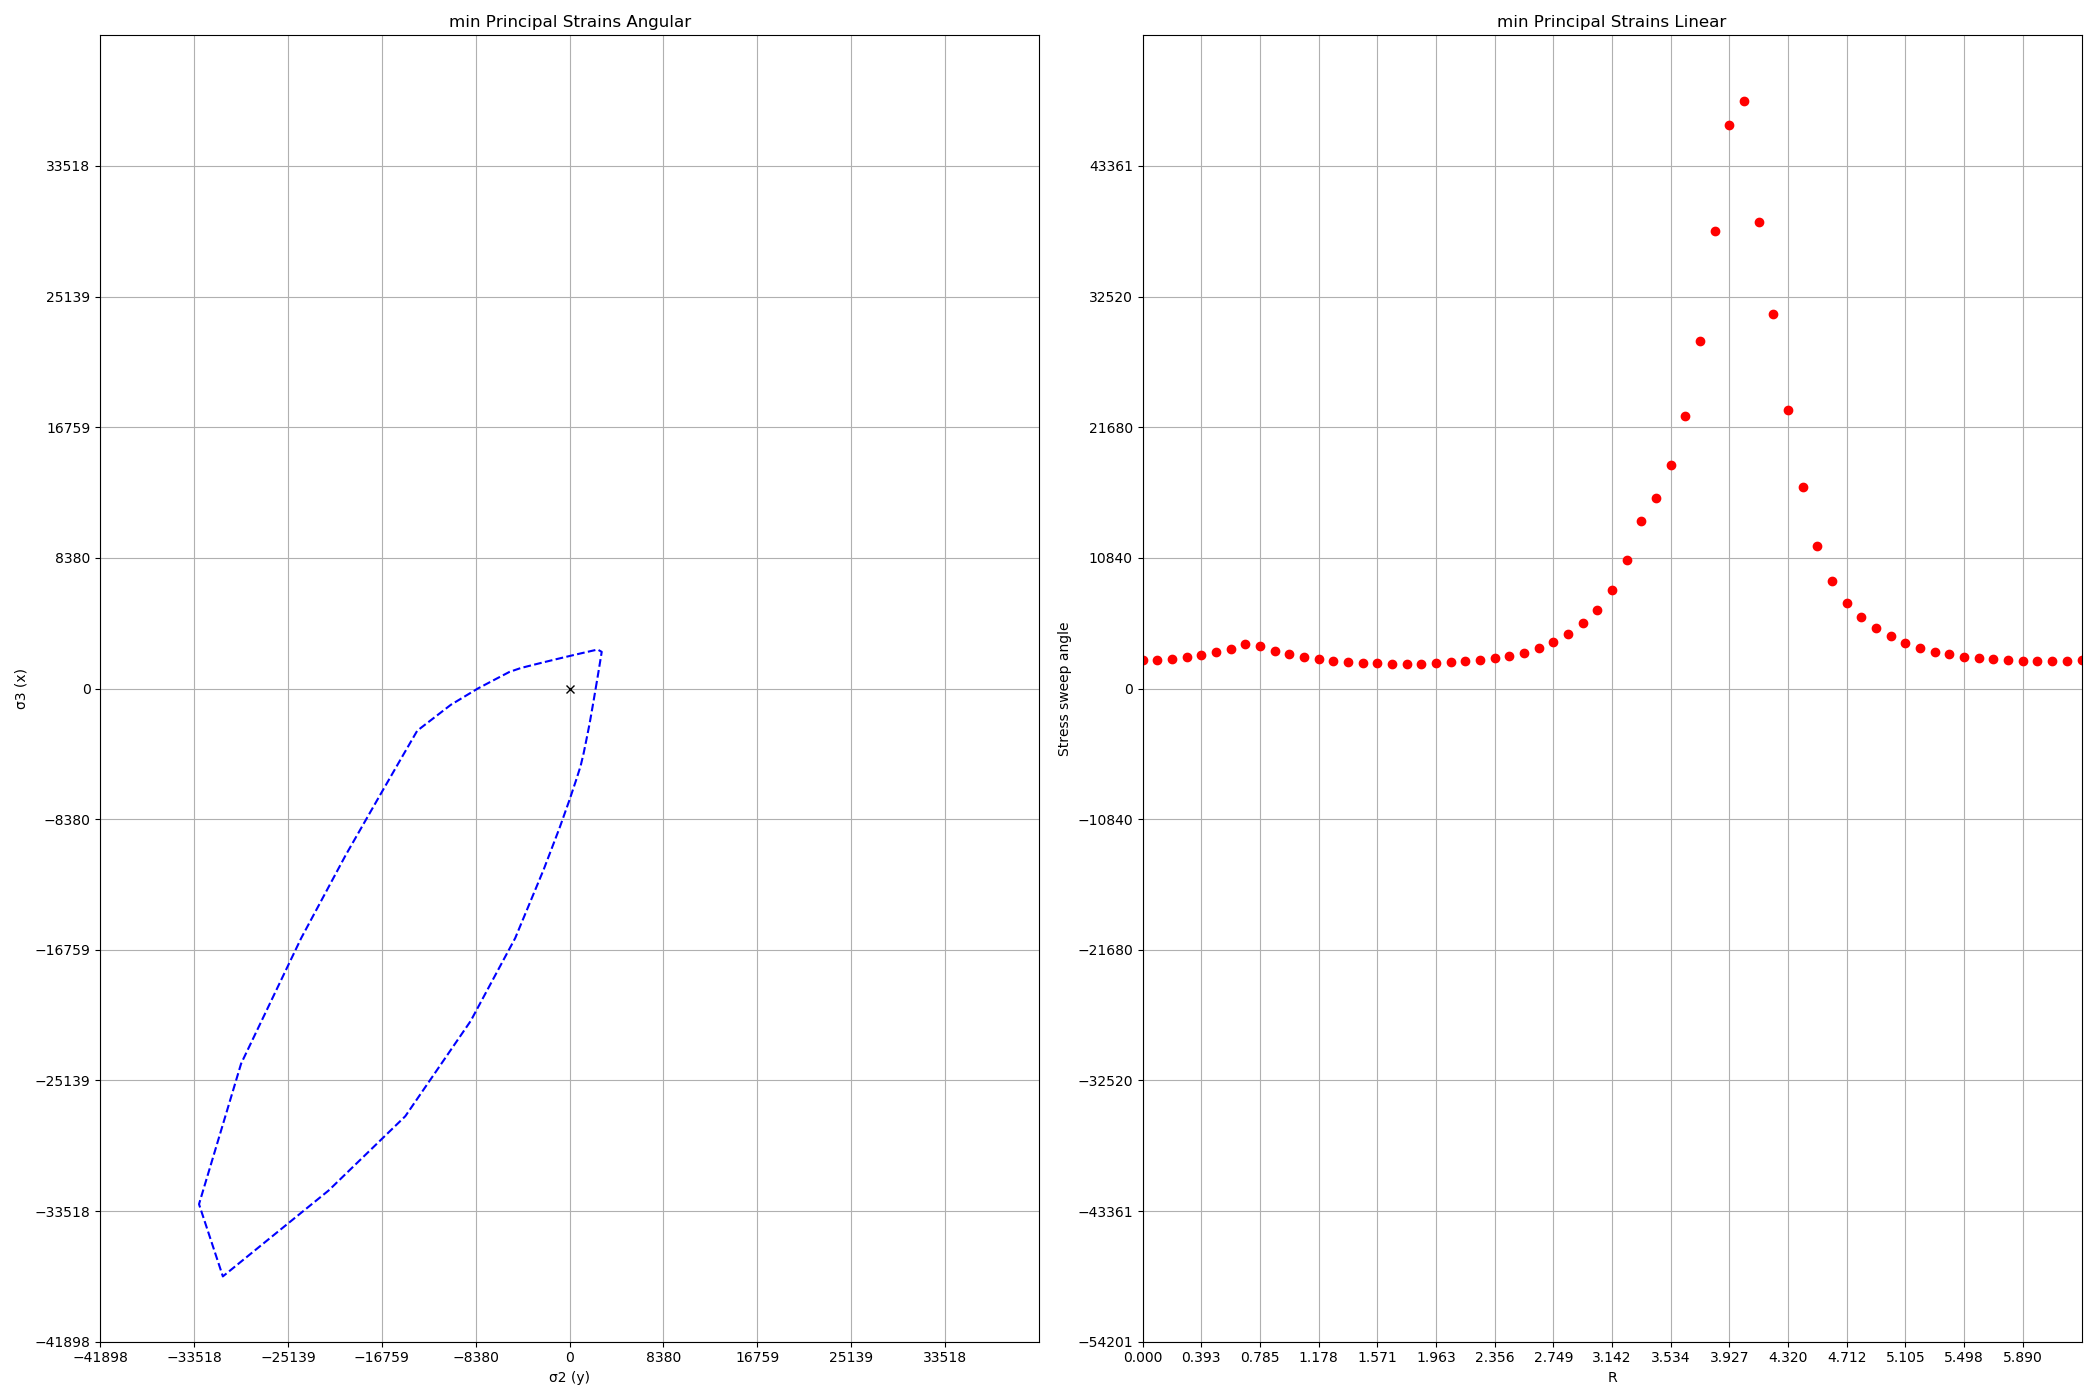 min Principal Strains Angular
33518
25139
16759
8380
0
−8380
−16759
−25139
−33518
−41898
σ3 (x)
−41898 −33518 −25139 −16759 −8380 0 8380 16759 25139 33518
σ2 (y)
min Principal Strains Linear
43361
32520
21680
10840
0
−10840
−21680
−32520
−43361
−54201
Stress sweep angle
0.000 0.393 0.785 1.178 1.571 1.963 2.356 2.749 3.142 3.534 3.927 4.320 4.712 5.105 5.498 5.890
R